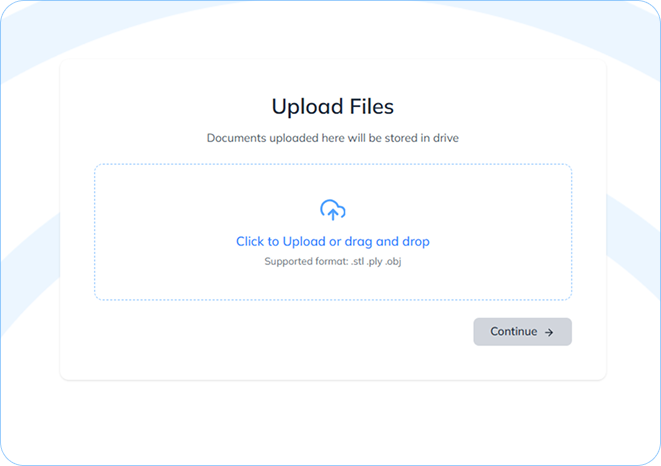 Upload Files
Documents uploaded here will be stored in drive
Click to Upload or drag and drop
Supported format: .stl .ply .obj
Continue →